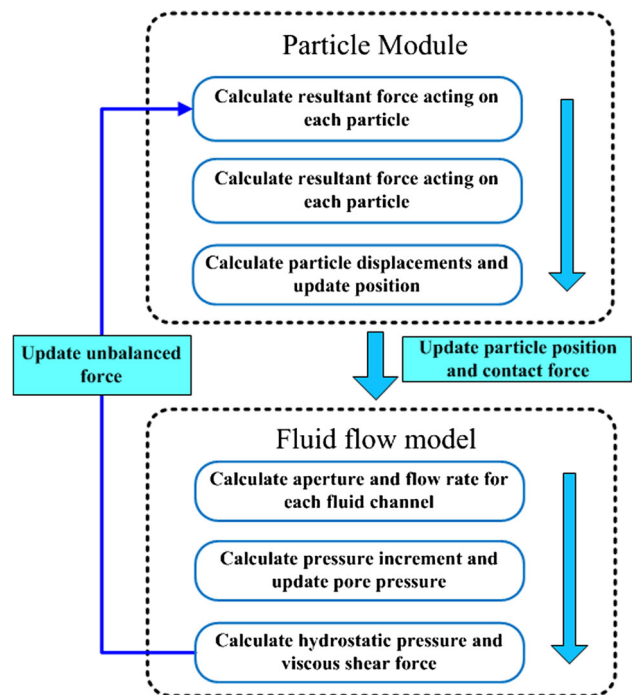 Particle Module
Calculate resultant force acting on
each particle
Calculate resultant force acting on
each particle
Calculate particle displacements and
update position
Update unbalanced
force
Update particle position
and contact force
Fluid flow model
Calculate aperture and flow rate for
each fluid channel
Calculate pressure increment and
update pore pressure
Calculate hydrostatic pressure and
viscous shear force